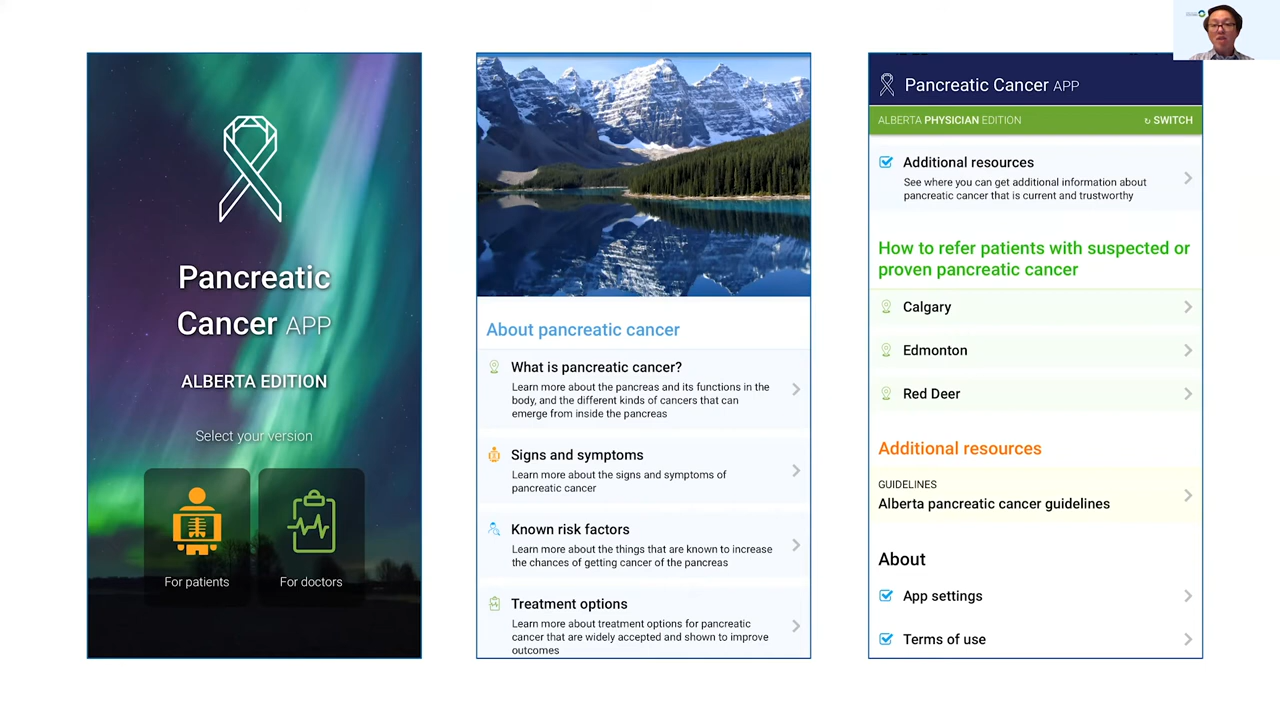 Pancreatic
Cancer APP
ALBERTA EDITION
Select your version
For patients
For doctors
About pancreatic cancer
What is pancreatic cancer?
Learn more about the pancreas and its functions in the
body, and the different kinds of cancers that can
emerge from inside the pancreas
Signs and symptoms
Learn more about the signs and symptoms of
pancreatic cancer
Known risk factors
Learn more about the things that are known to increase
the chances of getting cancer of the pancreas
Treatment options
Learn more about treatment options for pancreatic
cancer that are widely accepted and shown to improve
outcomes
Pancreatic Cancer APP
ALBERTA PHYSICIAN EDITION
SWITCH
Additional resources
See where you can get additional information about
pancreatic cancer that is current and trustworthy
How to refer patients with suspected or
proven pancreatic cancer
Calgary
Edmonton
Red Deer
Additional resources
GUIDELINES
Alberta pancreatic cancer guidelines
About
App settings
Terms of use